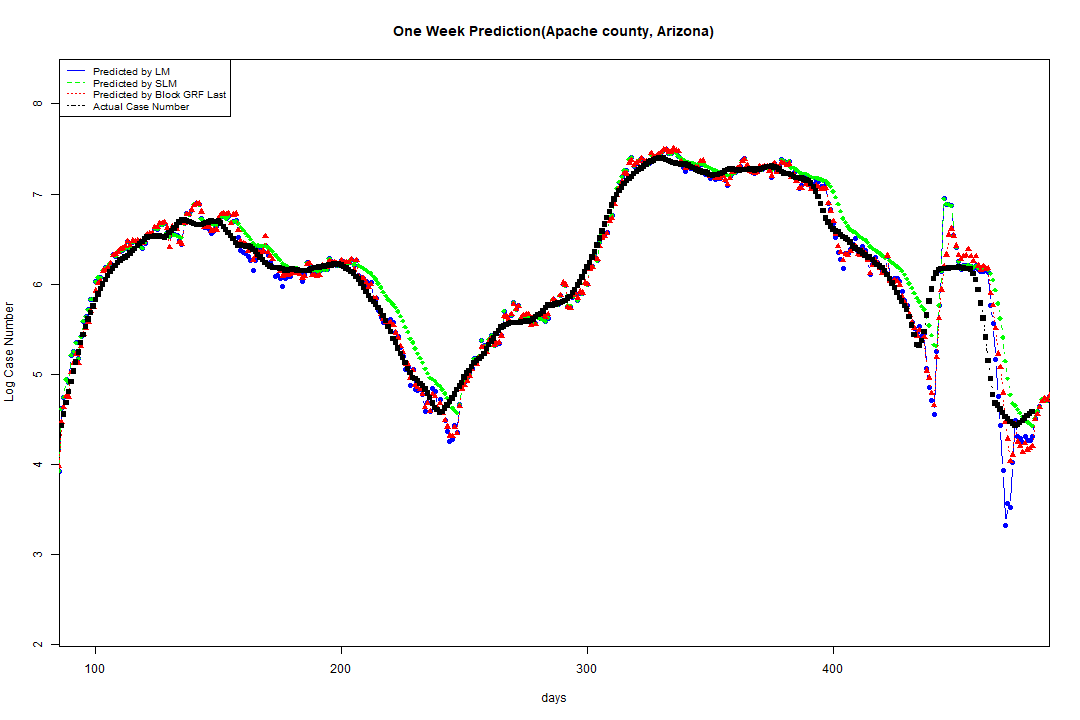 One Week Prediction(Apache county, Arizona)
Predicted by LM
Predicted by SLM
Predicted by Block GRF Last
Actual Case Number
Log Case Number
8
7
6
5
4
3
2
100 200 300 400
days